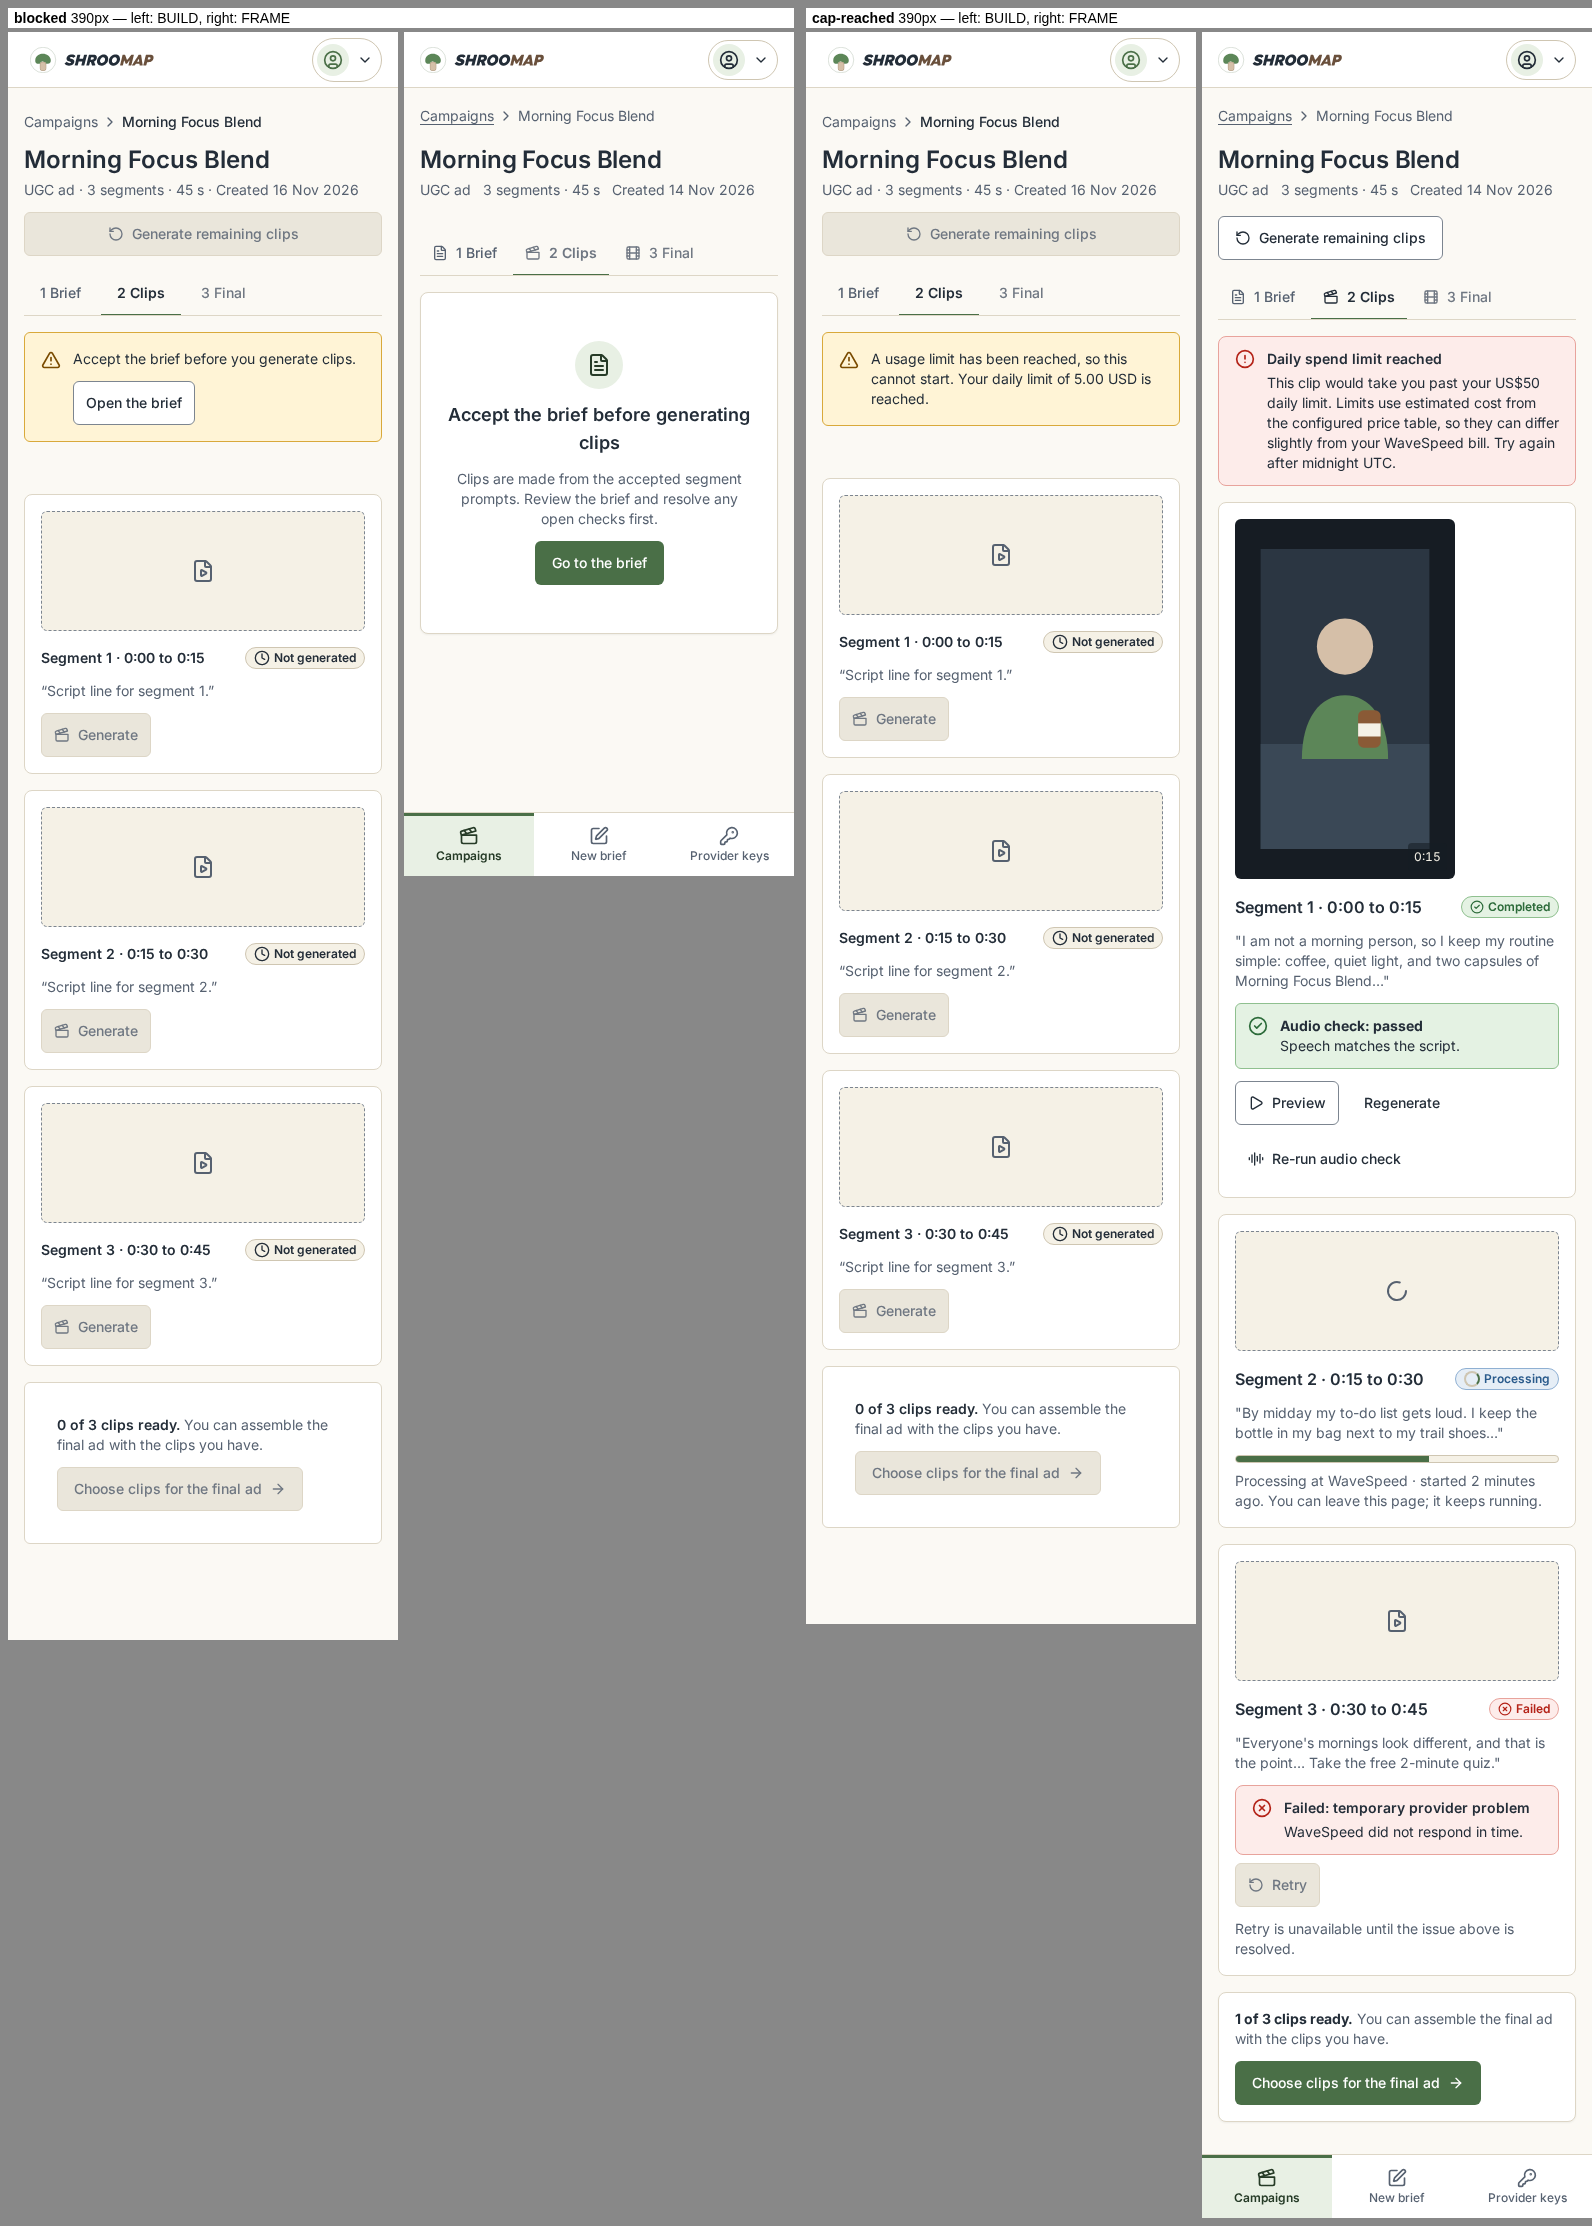 blocked 390px — left: BUILD, right: FRAME
SHROOMAP
Campaigns > Morning Focus Blend
Morning Focus Blend
UGC ad · 3 segments · 45 s · Created 16 Nov 2026
Generate remaining clips
1 Brief 2 Clips 3 Final
Accept the brief before you generate clips.
Open the brief
Segment 1 · 0:00 to 0:15 Not generated
“Script line for segment 1.”
Generate
Segment 2 · 0:15 to 0:30 Not generated
“Script line for segment 2.”
Generate
Segment 3 · 0:30 to 0:45 Not generated
“Script line for segment 3.”
Generate
0 of 3 clips ready. You can assemble the
final ad with the clips you have.
Choose clips for the final ad
SHROOMAP
Campaigns > Morning Focus Blend
Morning Focus Blend
UGC ad 3 segments · 45 s Created 14 Nov 2026
1 Brief 2 Clips 3 Final
Accept the brief before generating
clips
Clips are made from the accepted segment
prompts. Review the brief and resolve any
open checks first.
Go to the brief
Campaigns New brief Provider keys
cap-reached 390px — left: BUILD, right: FRAME
SHROOMAP
Campaigns > Morning Focus Blend
Morning Focus Blend
UGC ad · 3 segments · 45 s · Created 16 Nov 2026
Generate remaining clips
1 Brief 2 Clips 3 Final
A usage limit has been reached, so this
cannot start. Your daily limit of 5.00 USD is
reached.
Segment 1 · 0:00 to 0:15 Not generated
“Script line for segment 1.”
Generate
Segment 2 · 0:15 to 0:30 Not generated
“Script line for segment 2.”
Generate
Segment 3 · 0:30 to 0:45 Not generated
“Script line for segment 3.”
Generate
0 of 3 clips ready. You can assemble the
final ad with the clips you have.
Choose clips for the final ad
SHROOMAP
Campaigns > Morning Focus Blend
Morning Focus Blend
UGC ad 3 segments · 45 s Created 14 Nov 2026
Generate remaining clips
1 Brief 2 Clips 3 Final
Daily spend limit reached
This clip would take you past your US$50
daily limit. Limits use estimated cost from
the configured price table, so they can differ
slightly from your WaveSpeed bill. Try again
after midnight UTC.
0:15
Segment 1 · 0:00 to 0:15 Completed
"I am not a morning person, so I keep my routine
simple: coffee, quiet light, and two capsules of
Morning Focus Blend..."
Audio check: passed
Speech matches the script.
Preview Regenerate
Re-run audio check
Segment 2 · 0:15 to 0:30 Processing
"By midday my to-do list gets loud. I keep the
bottle in my bag next to my trail shoes..."
Processing at WaveSpeed · started 2 minutes
ago. You can leave this page; it keeps running.
Segment 3 · 0:30 to 0:45 Failed
"Everyone's mornings look different, and that is
the point... Take the free 2-minute quiz."
Failed: temporary provider problem
WaveSpeed did not respond in time.
Retry
Retry is unavailable until the issue above is
resolved.
1 of 3 clips ready. You can assemble the final ad
with the clips you have.
Choose clips for the final ad
Campaigns New brief Provider keys